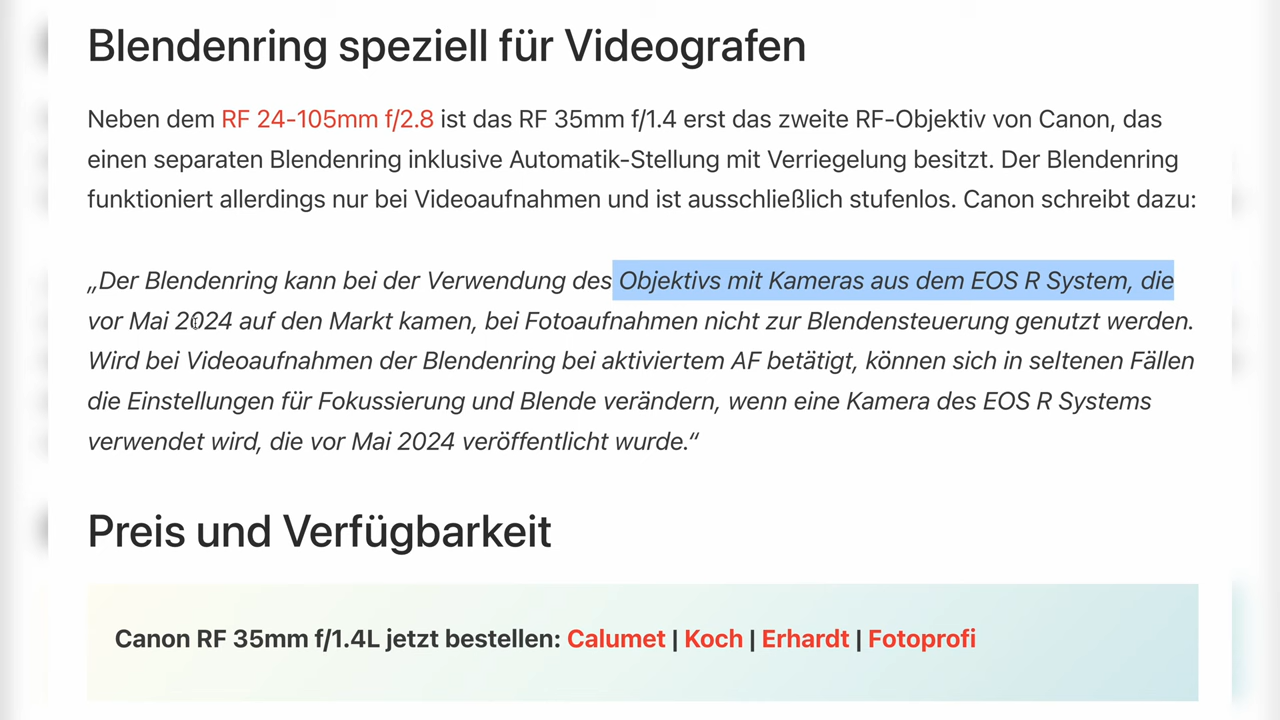 Blendenring speziell für Videografen
Neben dem RF 24-105mm f/2.8 ist das RF 35mm f/1.4 erst das zweite RF-Objektiv von Canon, das
einen separaten Blendenring inklusive Automatik-Stellung mit Verriegelung besitzt. Der Blendenring
funktioniert allerdings nur bei Videoaufnahmen und ist ausschließlich stufenlos. Canon schreibt dazu:
„Der Blendenring kann bei der Verwendung des Objektivs mit Kameras aus dem EOS R System, die
vor Mai 2024 auf den Markt kamen, bei Fotoaufnahmen nicht zur Blendensteuerung genutzt werden.
Wird bei Videoaufnahmen der Blendenring bei aktiviertem AF betätigt, können sich in seltenen Fällen
die Einstellungen für Fokussierung und Blende verändern, wenn eine Kamera des EOS R Systems
verwendet wird, die vor Mai 2024 veröffentlicht wurde.“
Preis und Verfügbarkeit
Canon RF 35mm f/1.4L jetzt bestellen: Calumet | Koch | Erhardt | Fotoprofi